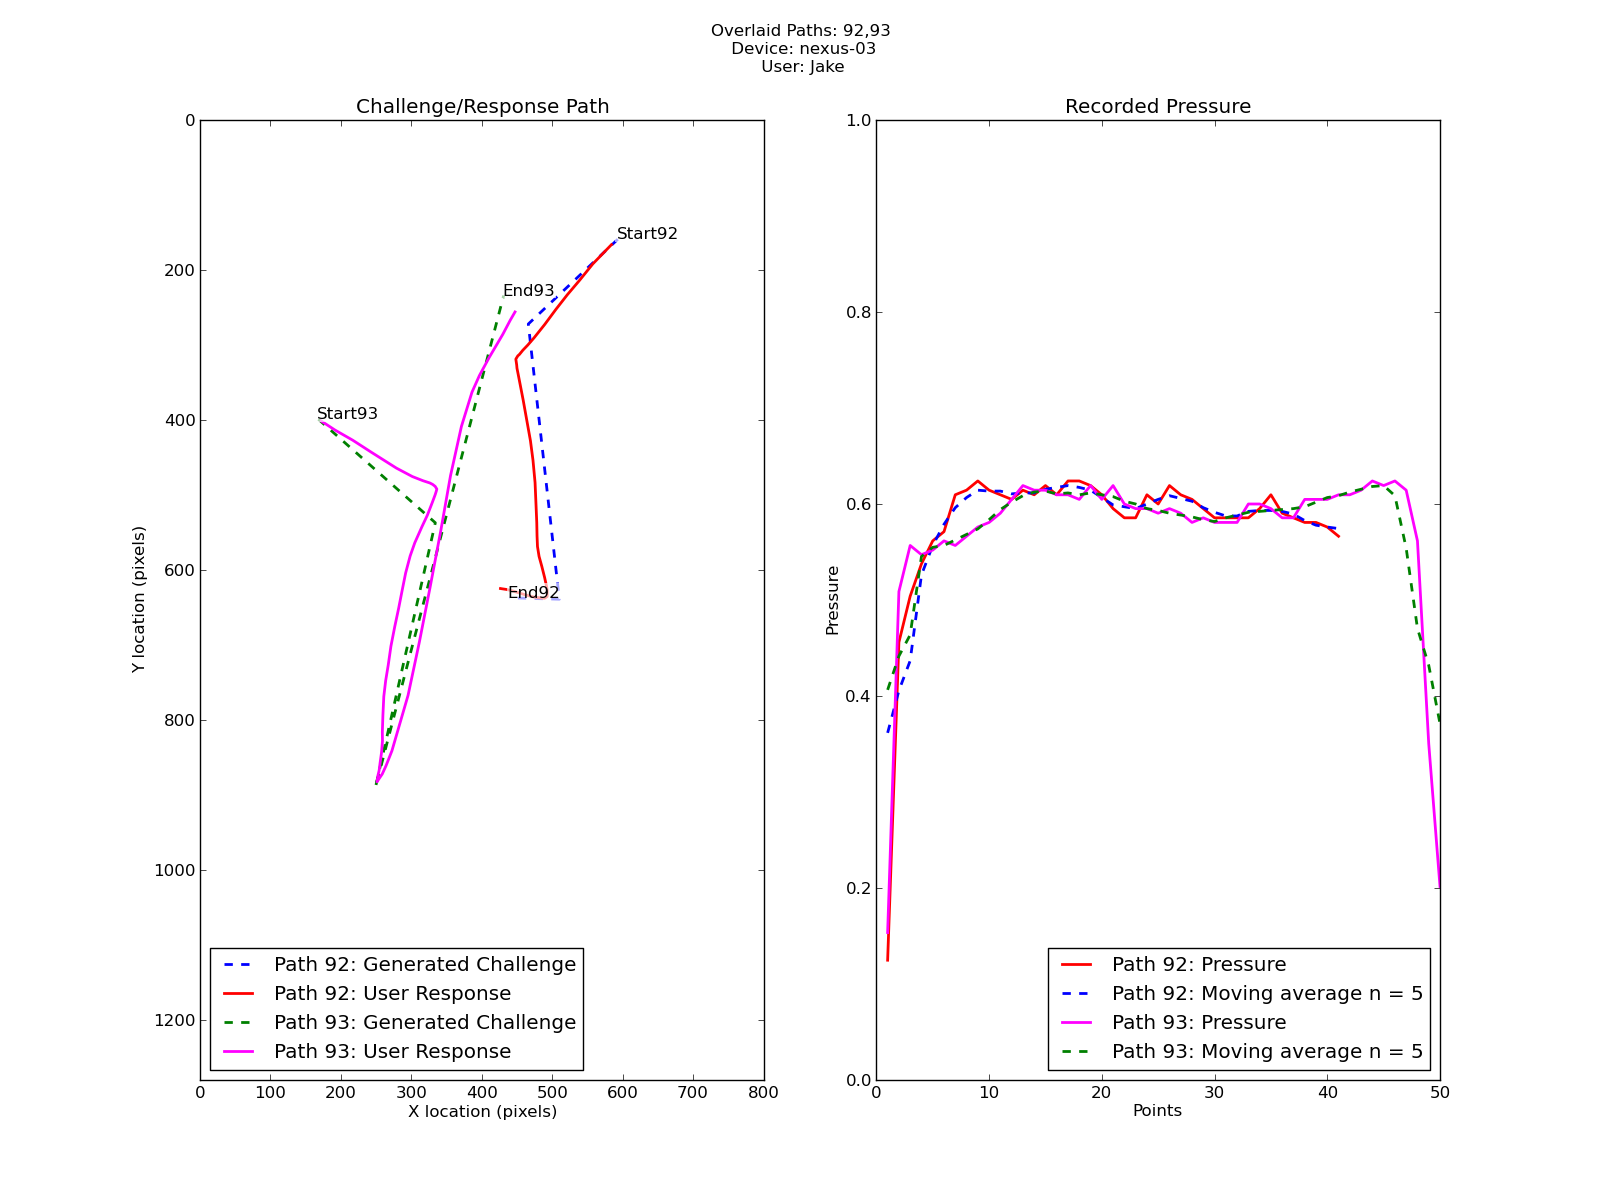 Overlaid Paths: 92,93
Device: nexus-03
User: Jake
Challenge/Response Path
0
200
400
600
800
1000
1200
Y location (pixels)
Start92
End93
Start93
End92
Path 92: Generated Challenge
Path 92: User Response
Path 93: Generated Challenge
Path 93: User Response
0 100 200 300 400 500 600 700 800
X location (pixels)
Recorded Pressure
1.0
0.8
0.6
0.4
0.2
0.0
Pressure
Path 92: Pressure
Path 92: Moving average n = 5
Path 93: Pressure
Path 93: Moving average n = 5
0 10 20 30 40 50
Points